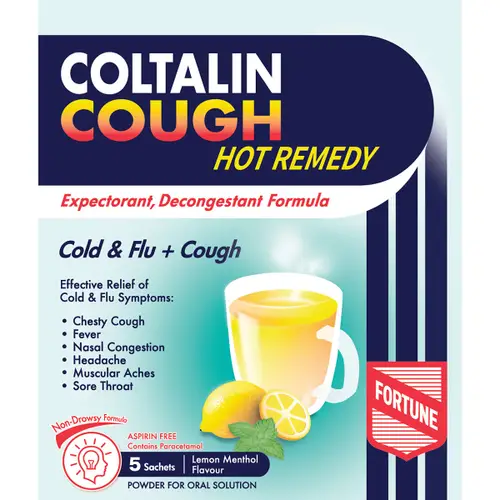 COLTALIN
COUGH
HOT REMEDY
Expectorant, Decongestant Formula
Cold & Flu + Cough
Effective Relief of
Cold & Flu Symptoms:
• Chesty Cough
• Fever
• Nasal Congestion
• Headache
• Muscular Aches
• Sore Throat
FORTUNE
Non-Drowsy Formula
ASPIRIN FREE
Contains Paracetamol
5 Sachets
Lemon Menthol
Flavour
POWDER FOR ORAL SOLUTION